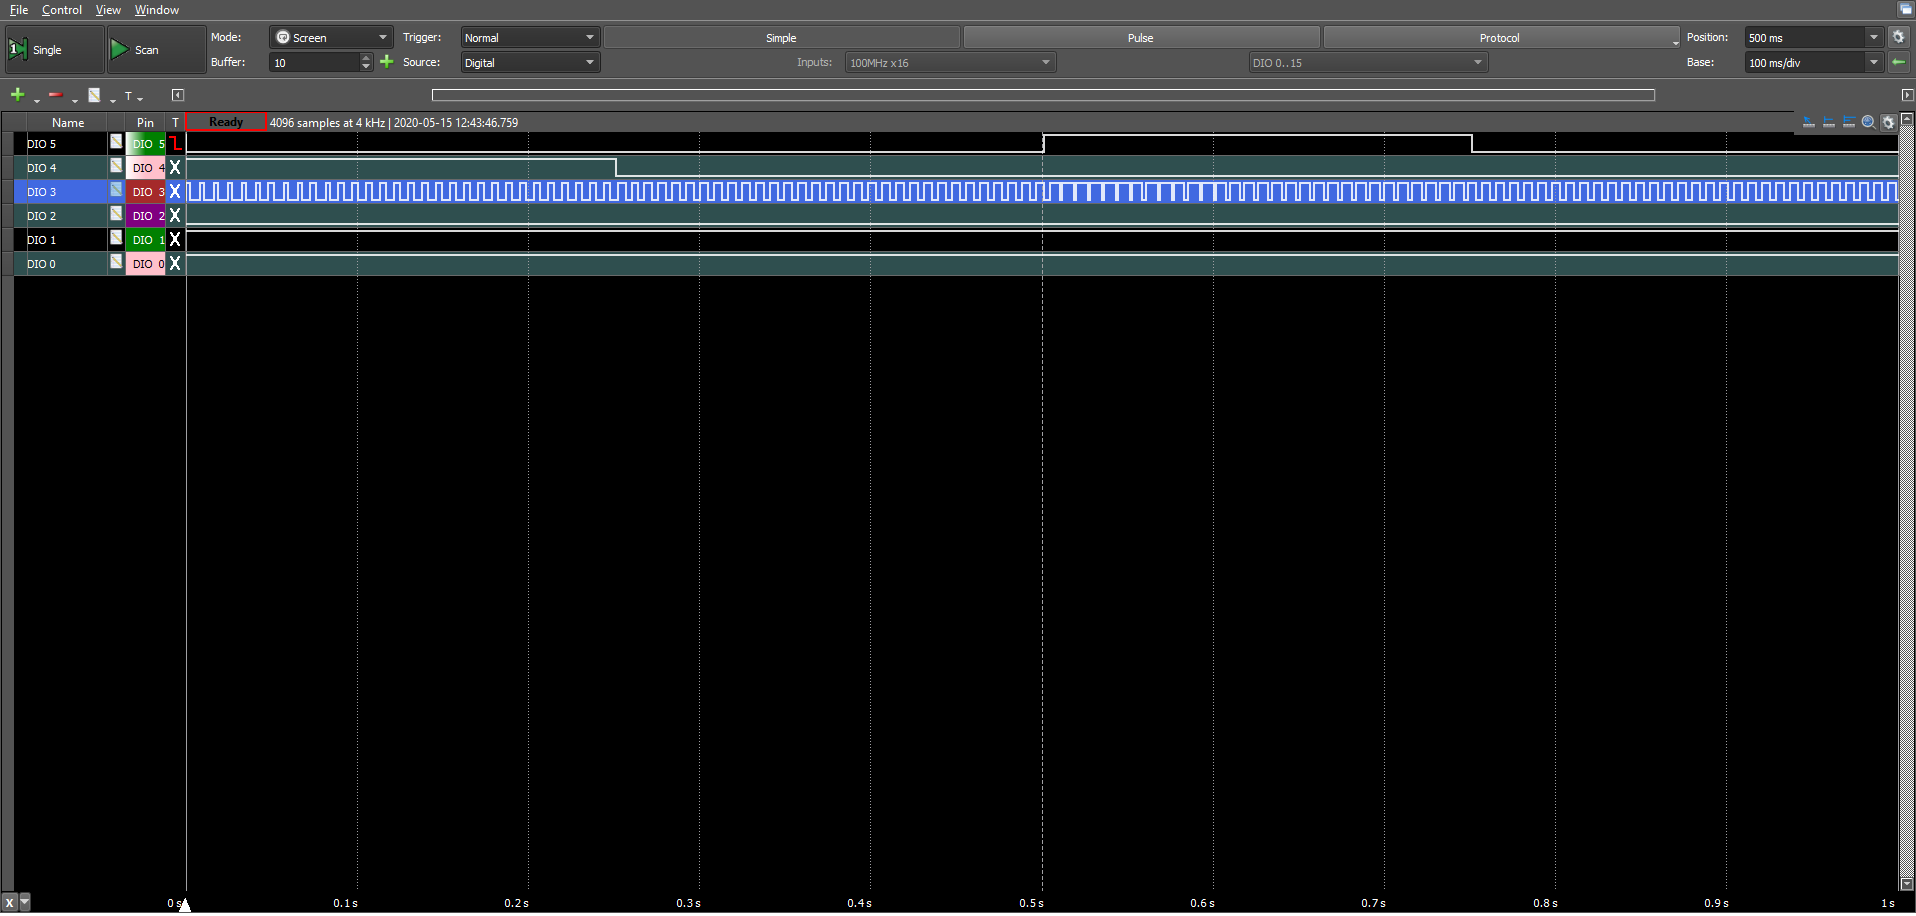 File Control View Window
Single Scan Mode: Screen Trigger: Normal Simple Pulse Protocol Position: 500 ms
Buffer: 10 Source: Digital Inputs: 100MHz x16 DIO 0..15 Base: 100 ms/div
T
Name Pin T Ready 4096 samples at 4 kHz | 2020-05-15 12:43:46.759
DIO 5 DIO 5
DIO 4 DIO 4 X
DIO 3 DIO 3 X
DIO 2 DIO 2 X
DIO 1 DIO 1 X
DIO 0 DIO 0 X
X 0 s 0.1 s 0.2 s 0.3 s 0.4 s 0.5 s 0.6 s 0.7 s 0.8 s 0.9 s 1 s